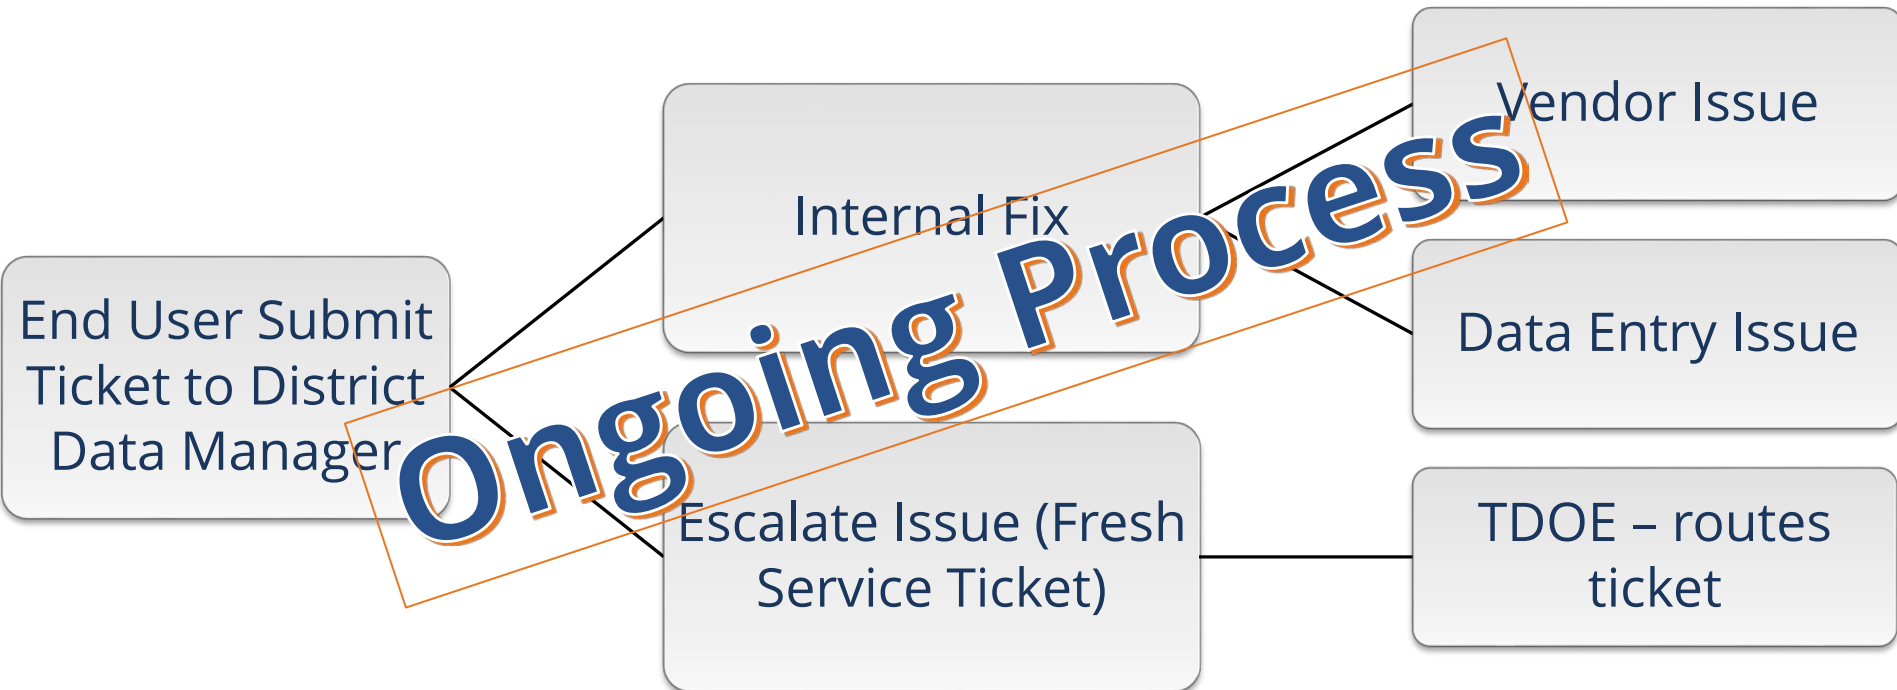 End User Submit
Ticket to District
Data Manager
Internal Fix
Escalate Issue (Fresh
Service Ticket)
Vendor Issue
Data Entry Issue
TDOE – routes
ticket
Ongoing Process